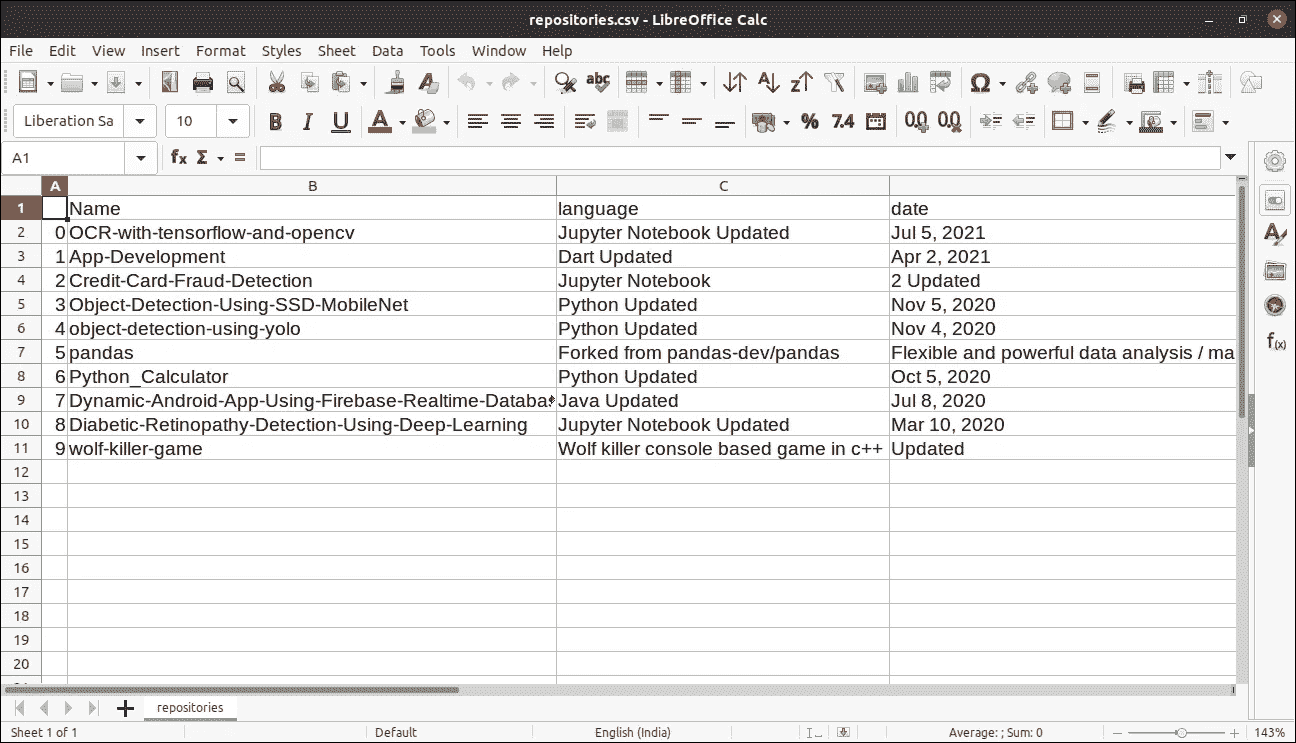 repositories.csv - LibreOffice Calc
File Edit View Insert Format Styles Sheet Data Tools Window Help
abc
Liberation Sa 10 B I U A % 7.4 0.0 0.0
A1 fx Σ =
A B C
1 Name language date
2 0 OCR-with-tensorflow-and-opencv Jupyter Notebook Updated Jul 5, 2021
3 1 App-Development Dart Updated Apr 2, 2021
4 2 Credit-Card-Fraud-Detection Jupyter Notebook 2 Updated
5 3 Object-Detection-Using-SSD-MobileNet Python Updated Nov 5, 2020
6 4 object-detection-using-yolo Python Updated Nov 4, 2020
7 5 pandas Forked from pandas-dev/pandas Flexible and powerful data analysis / ma
8 6 Python_Calculator Python Updated Oct 5, 2020
9 7 Dynamic-Android-App-Using-Firebase-Realtime-Databa Java Updated Jul 8, 2020
10 8 Diabetic-Retinopathy-Detection-Using-Deep-Learning Jupyter Notebook Updated Mar 10, 2020
11 9 wolf-killer-game Wolf killer console based game in c++ Updated
12
13
14
15
16
17
18
19
20
repositories
Sheet 1 of 1 Default English (India) Average: ; Sum: 0 143%